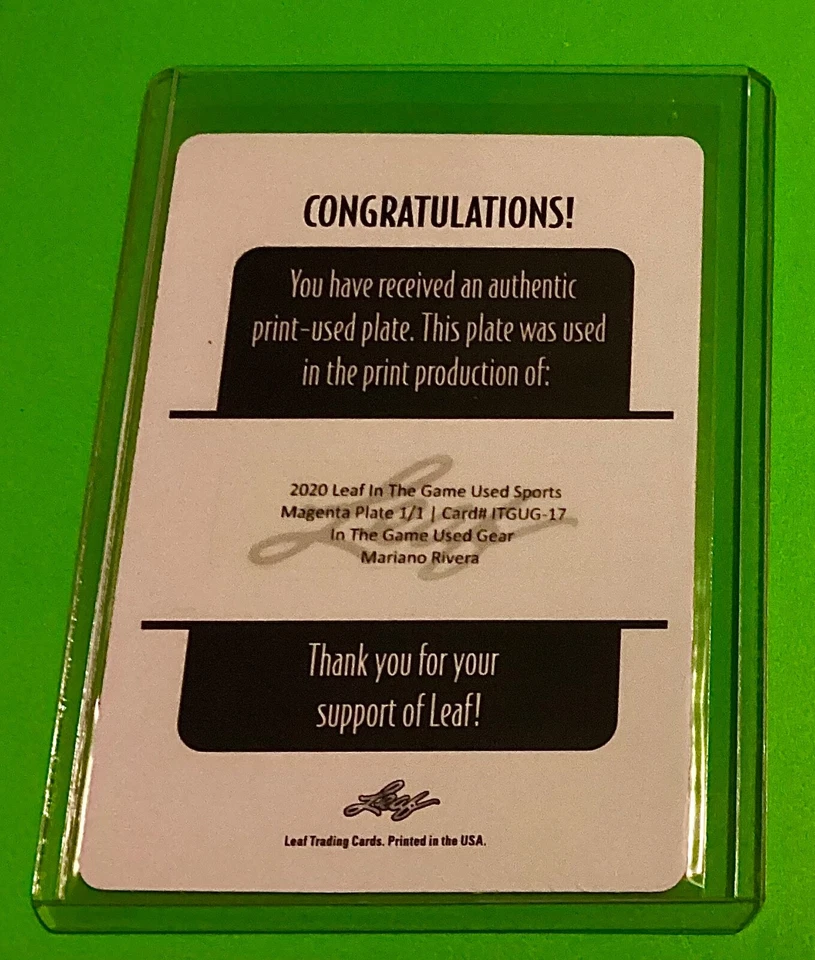 CONGRATULATIONS!
You have received an authentic
print-used plate. This plate was used
in the print production of:
Leaf
2020 Leaf In The Game Used Sports
Magenta Plate 1/1 | Card# ITGUG-17
In The Game Used Gear
Mariano Rivera
Thank you for your
support of Leaf!
Leaf
Leaf Trading Cards. Printed in the USA.